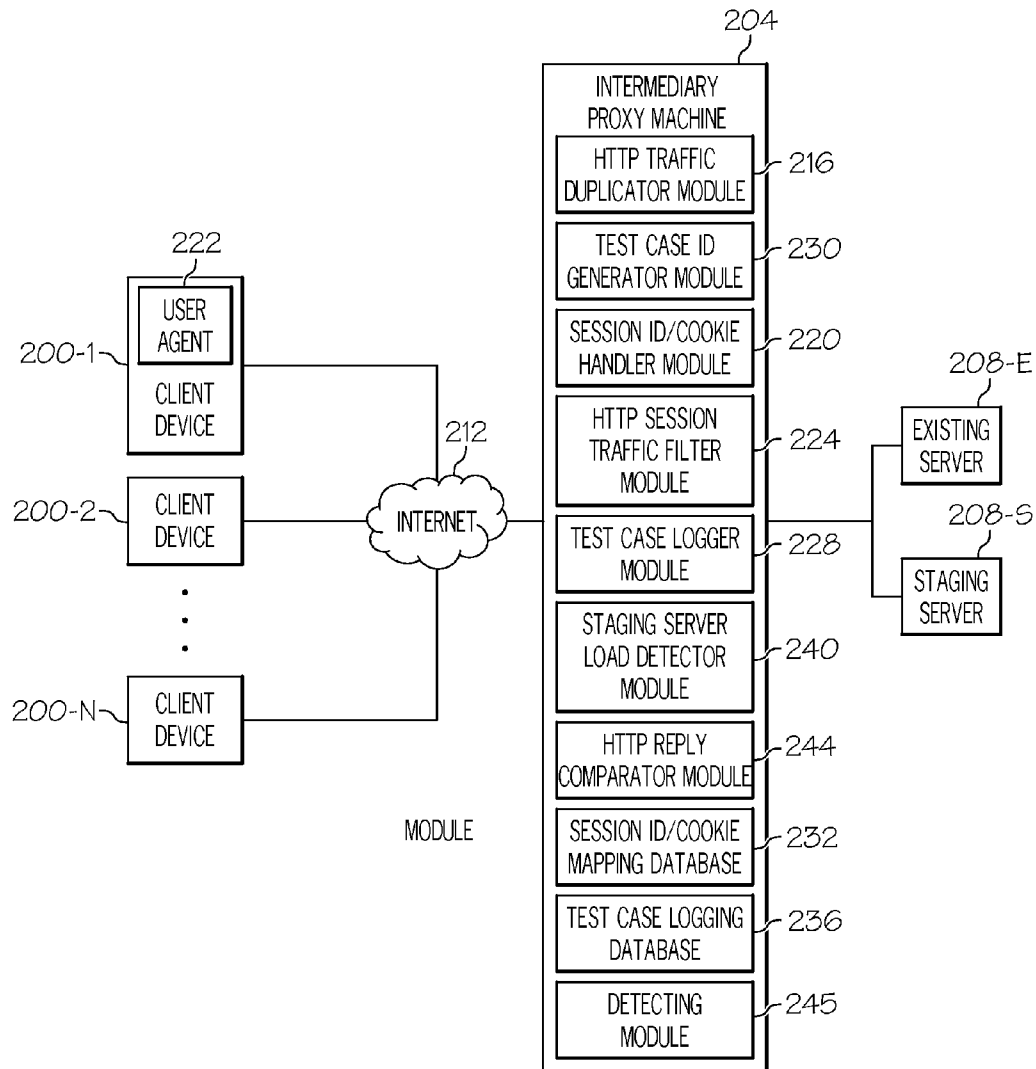 204
INTERMEDIARY
PROXY MACHINE
HTTP TRAFFIC
DUPLICATOR MODULE
216
TEST CASE ID
GENERATOR MODULE
230
SESSION ID/COOKIE
HANDLER MODULE
220
HTTP SESSION
TRAFFIC FILTER
MODULE
224
TEST CASE LOGGER
MODULE
228
STAGING SERVER
LOAD DETECTOR
MODULE
240
HTTP REPLY
COMPARATOR MODULE
244
SESSION ID/COOKIE
MAPPING DATABASE
232
TEST CASE LOGGING
DATABASE
236
DETECTING
MODULE
245
222
USER
AGENT
200-1
CLIENT
DEVICE
200-2
CLIENT
DEVICE
200-N
CLIENT
DEVICE
212
INTERNET
MODULE
208-E
EXISTING
SERVER
208-S
STAGING
SERVER